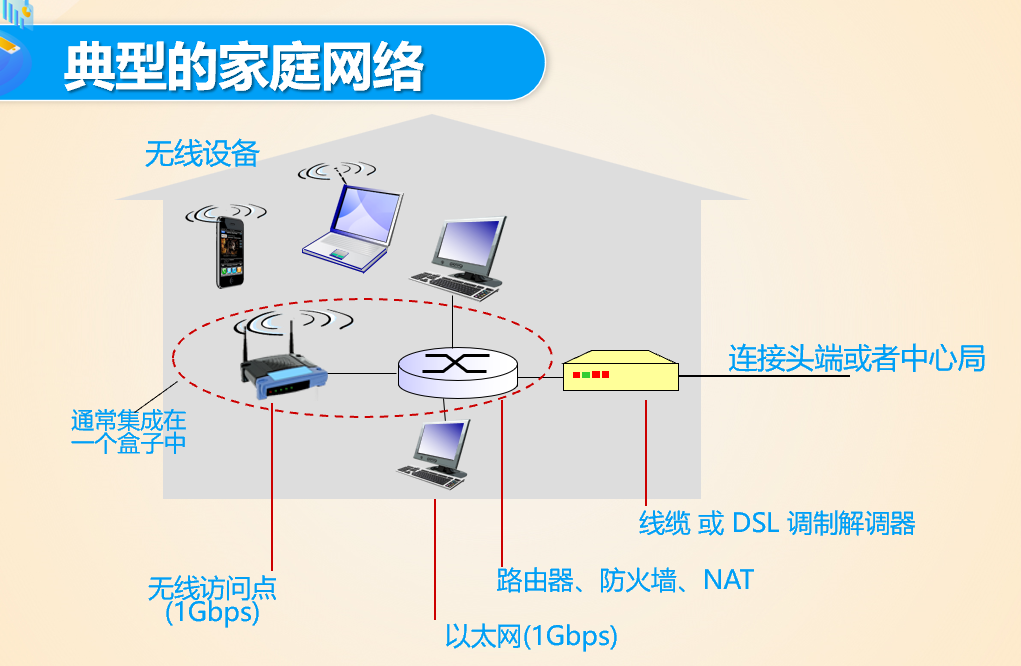 典型的家庭网络
无线设备
连接头端或者中心局
通常集成在
一个盒子中
线缆 或 DSL 调制解调器
路由器、防火墙、NAT
无线访问点
(1Gbps)
以太网(1Gbps)